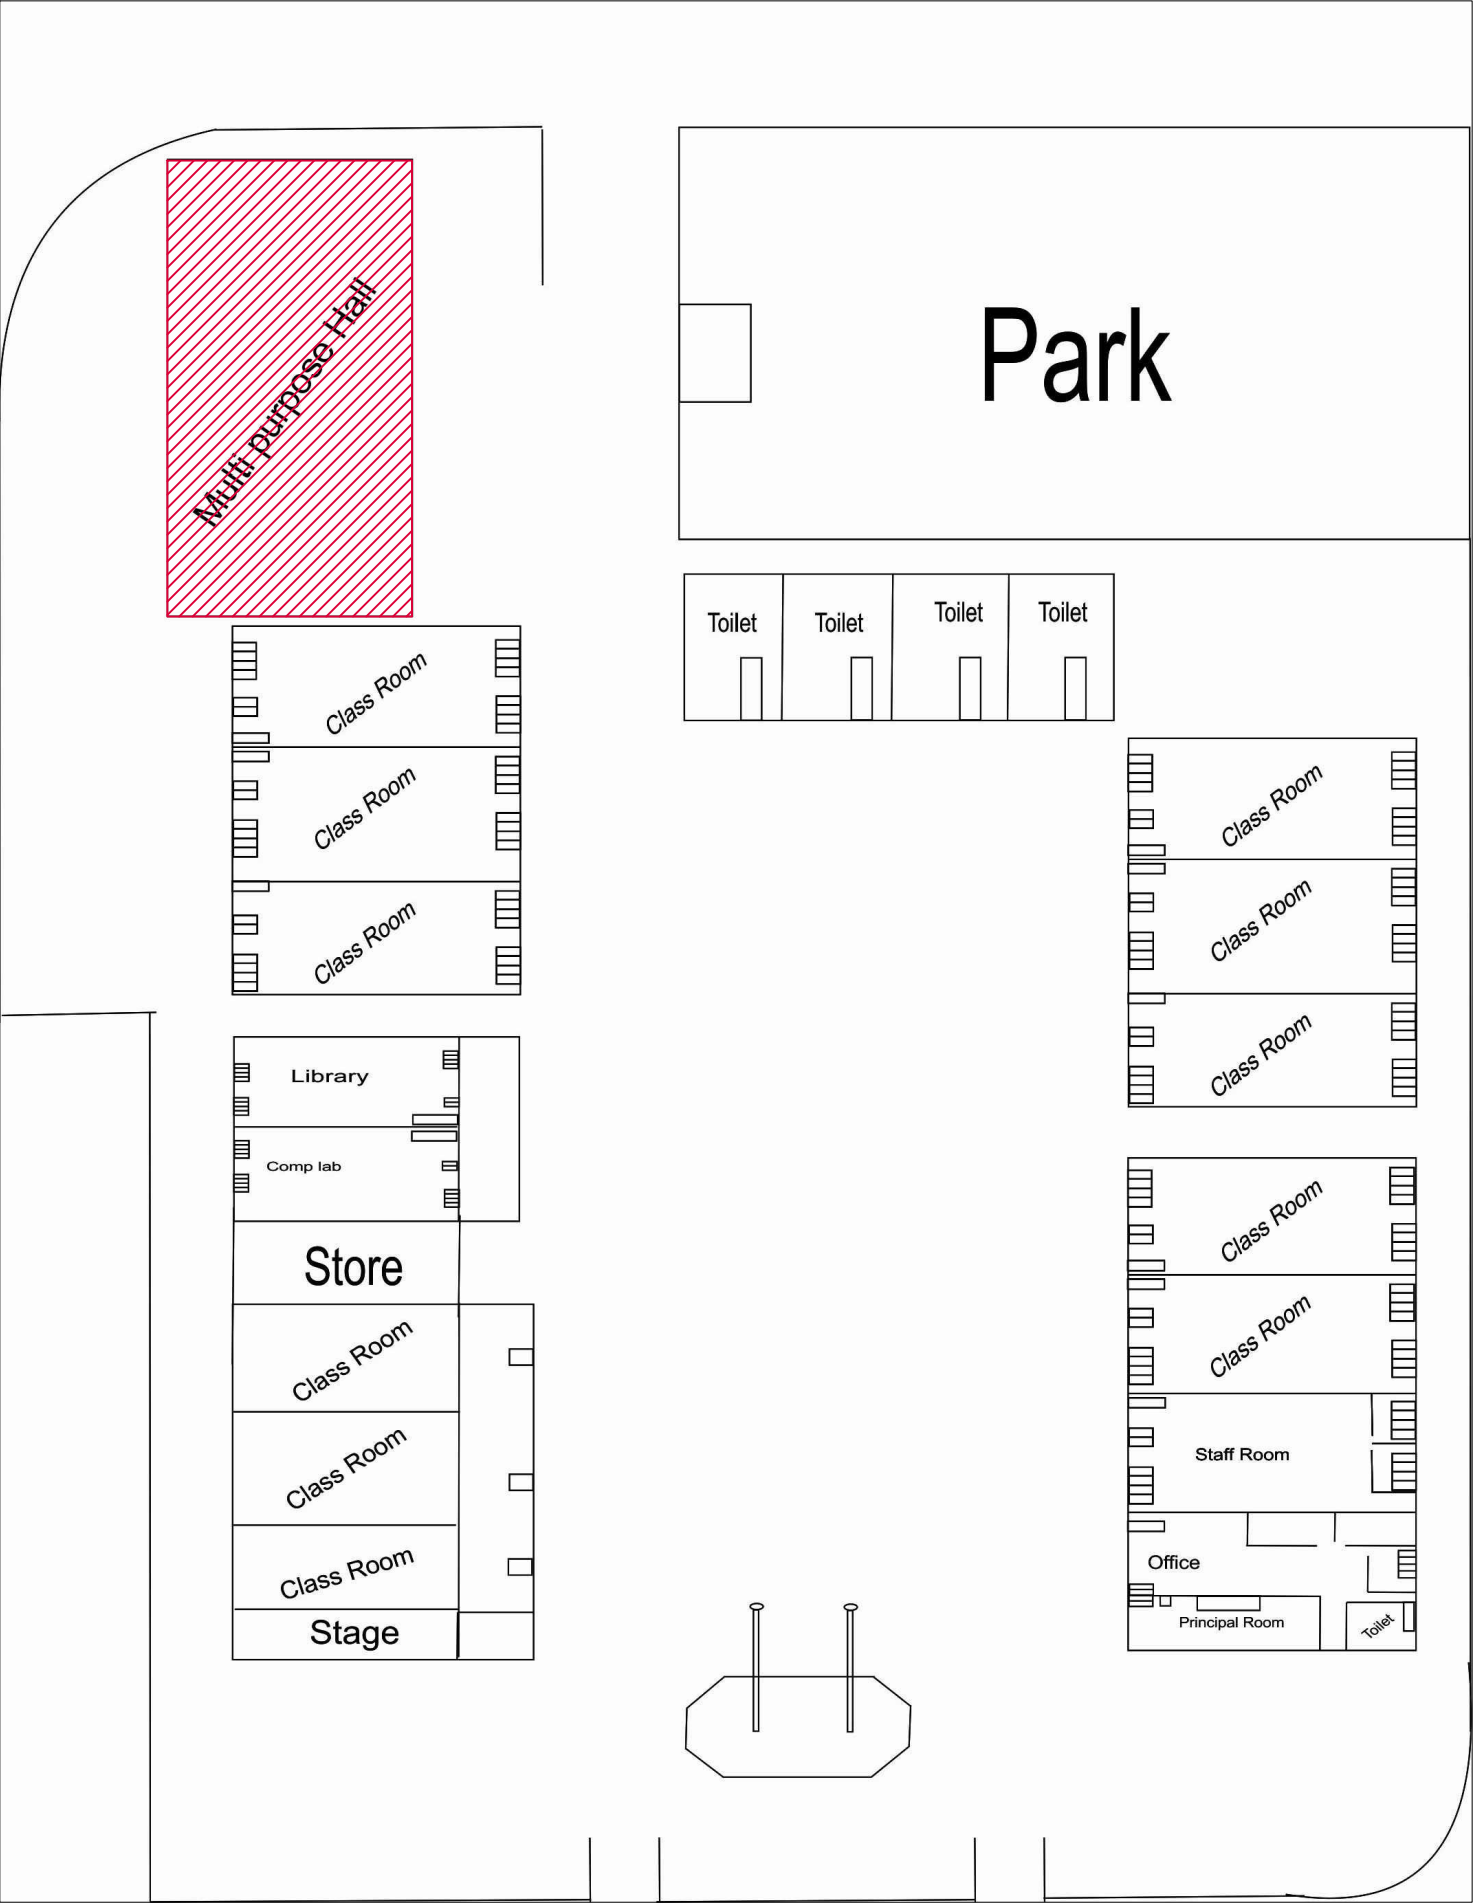 Park
Multi purpose Hall
Toilet
Toilet
Toilet
Toilet
Class Room
Class Room
Class Room
Class Room
Class Room
Class Room
Library
Comp lab
Store
Class Room
Class Room
Class Room
Stage
Class Room
Class Room
Staff Room
Office
Principal Room
Toilet